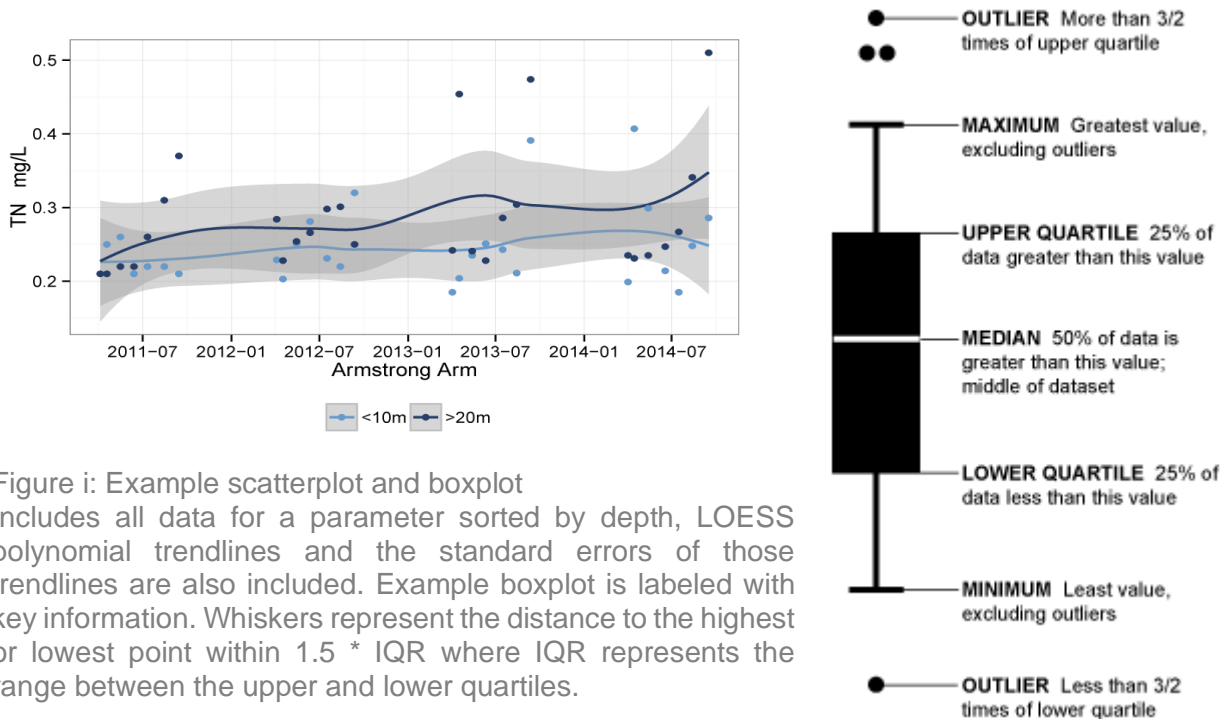 0.5
0.4
0.3
0.2
TN mg/L
2011-07 2012-01 2012-07 2013-01 2013-07 2014-01 2014-07
Armstrong Arm
<10m >20m
Figure i: Example scatterplot and boxplot
includes all data for a parameter sorted by depth, LOESS
polynomial trendlines and the standard errors of those
trendlines are also included. Example boxplot is labeled with
key information. Whiskers represent the distance to the highest
or lowest point within 1.5 * IQR where IQR represents the
range between the upper and lower quartiles.
OUTLIER More than 3/2
times of upper quartile
MAXIMUM Greatest value,
excluding outliers
UPPER QUARTILE 25% of
data greater than this value
MEDIAN 50% of data is
greater than this value;
middle of dataset
LOWER QUARTILE 25% of
data less than this value
MINIMUM Least value,
excluding outliers
OUTLIER Less than 3/2
times of lower quartile